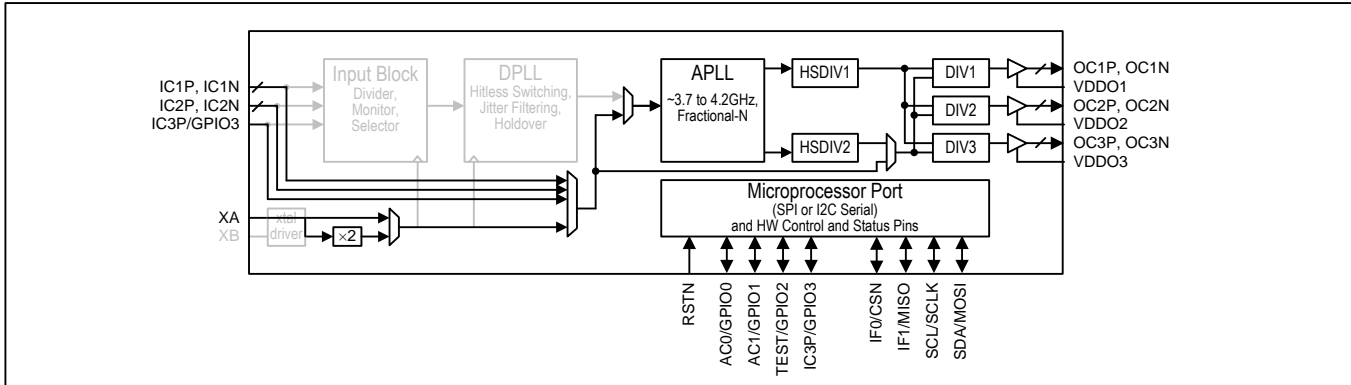 IC1P, IC1N
IC2P, IC2N
IC3P/GPIO3
XA
XB
Input Block
Divider,
Monitor,
Selector
DPLL
Hitless Switching,
Jitter Filtering,
Holdover
xtal
driver
×2
APLL
~3.7 to 4.2GHz,
Fractional-N
HSDIV1
HSDIV2
DIV1
DIV2
DIV3
OC1P, OC1N
VDDO1
OC2P, OC2N
VDDO2
OC3P, OC3N
VDDO3
Microprocessor Port
(SPI or I2C Serial)
and HW Control and Status Pins
RSTN
AC0/GPIO0
AC1/GPIO1
TEST/GPIO2
IC3P/GPIO3
IF0/CSN
IF1/MISO
SCL/SCLK
SDA/MOSI